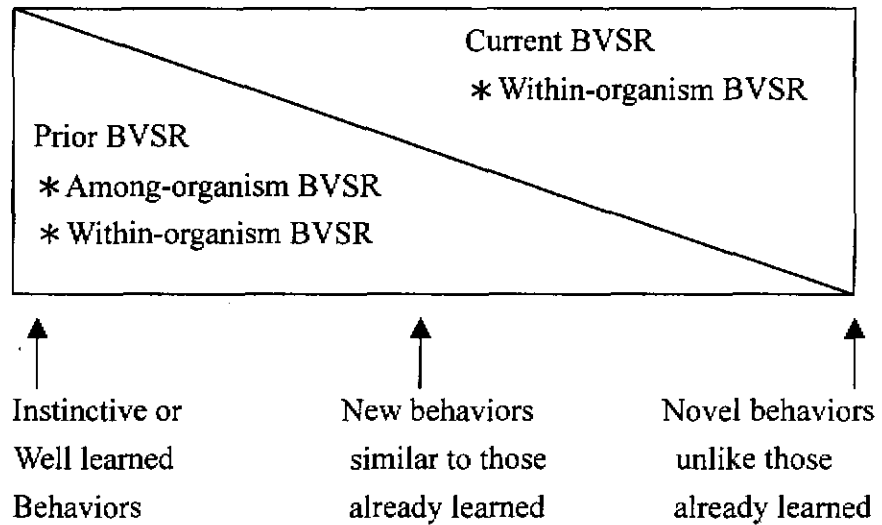 Current BVSR
* Within-organism BVSR
Prior BVSR
* Among-organism BVSR
* Within-organism BVSR
Instinctive or
Well learned
Behaviors
New behaviors
similar to those
already learned
Novel behaviors
unlike those
already learned